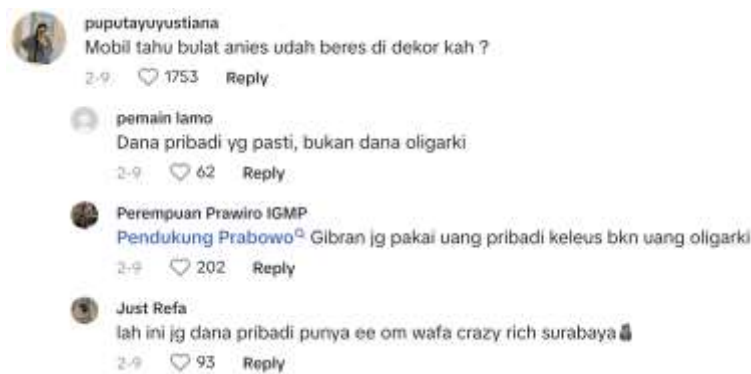 puputayuyustiana
Mobil tahu bulat anies udah beres di dekor kah ?
2-9 1753 Reply
pemain lamo
Dana pribadi yg pasti, bukan dana oligarki
2-9 62 Reply
Perempuan Prawiro IGMP
Pendukung Prabowo Gibran jg pakai uang pribadi keleus bkn uang oligarki
2-9 202 Reply
Just Refa
lah ini jg dana pribadi punya ee om wafa crazy rich surabaya🗿
2-9 93 Reply